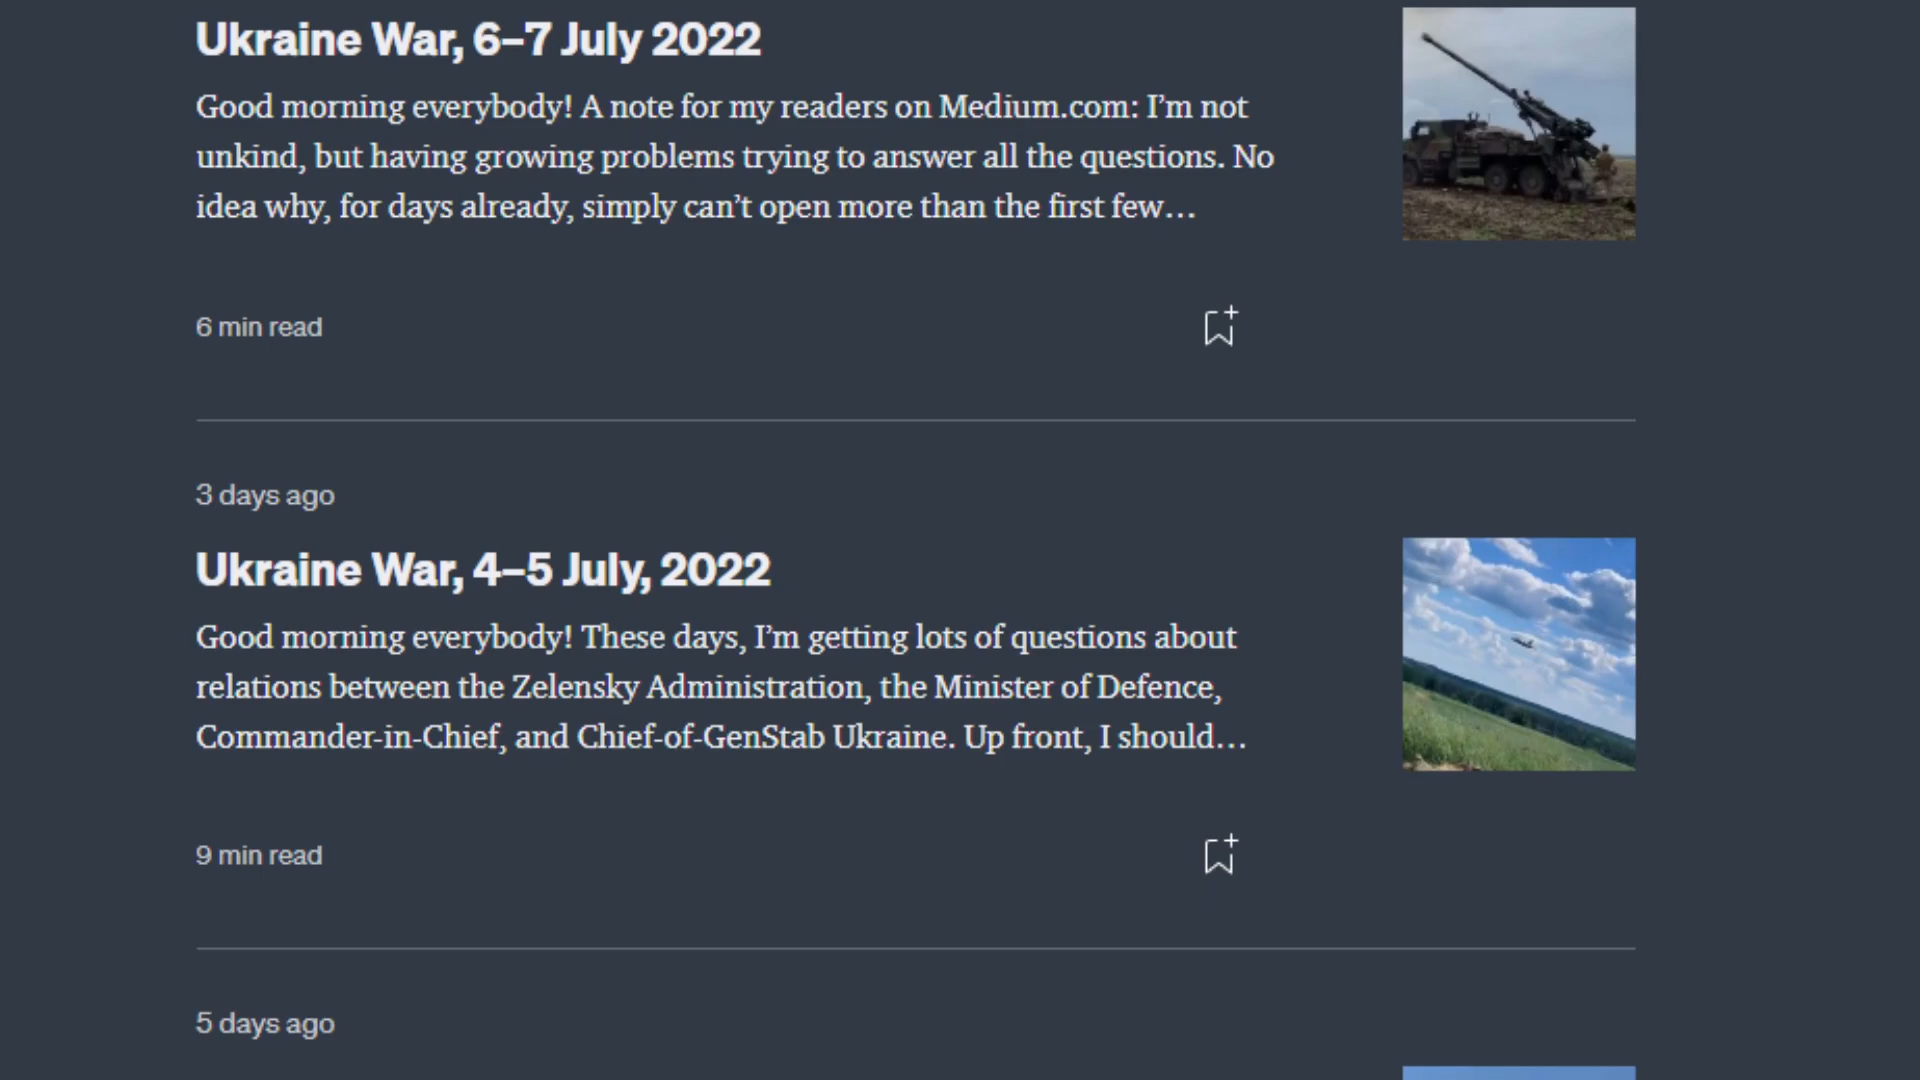 Ukraine War, 6–7 July 2022
Good morning everybody! A note for my readers on Medium.com: I’m not
unkind, but having growing problems trying to answer all the questions. No
idea why, for days already, simply can’t open more than the first few…
6 min read
3 days ago
Ukraine War, 4–5 July, 2022
Good morning everybody! These days, I’m getting lots of questions about
relations between the Zelensky Administration, the Minister of Defence,
Commander-in-Chief, and Chief-of-GenStab Ukraine. Up front, I should…
9 min read
5 days ago